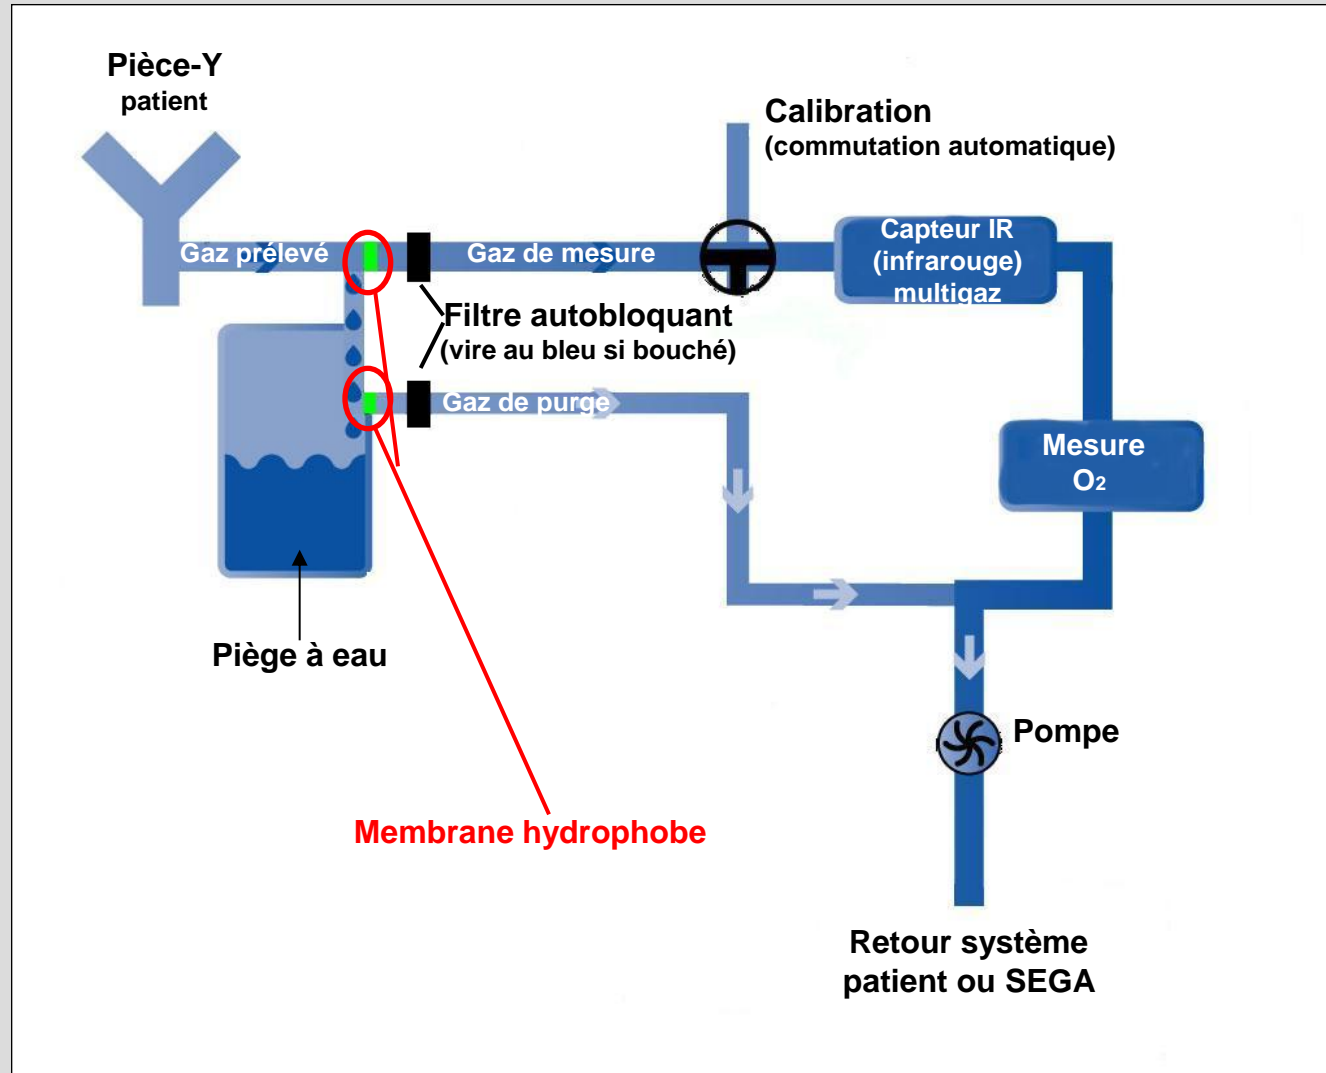 Pièce-Y
patient
Calibration
(commutation automatique)
Gaz prélevé
Gaz de mesure
Capteur IR
(infrarouge)
multigaz
Filtre autobloquant
(vire au bleu si bouché)
Gaz de purge
Mesure
O2
Piège à eau
Pompe
Membrane hydrophobe
Retour système
patient ou SEGA